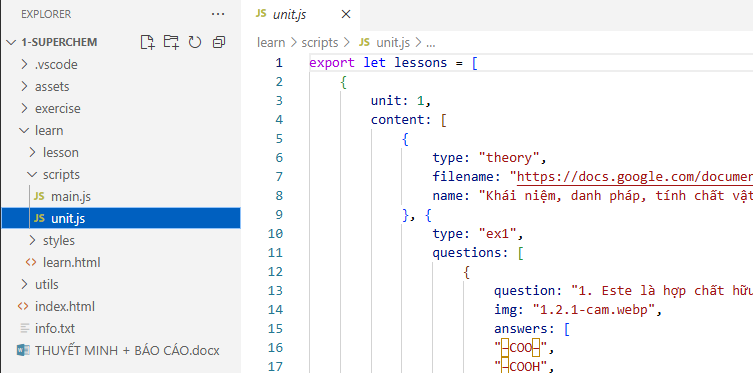 EXPLORER
1-SUPERCHEM
.vscode
assets
exercise
learn
lesson
scripts
JS main.js
JS unit.js
styles
<> learn.html
utils
<> index.html
info.txt
THUYẾT MINH + BÁO CÁO.docx
JS unit.js ×
learn > scripts > JS unit.js > ...
1 export let lessons = [
2 {
3 unit: 1,
4 content: [
5 {
6 type: "theory",
7 filename: "https://docs.google.com/documen
8 name: "Khái niệm, danh pháp, tính chất vật
9 }, {
10 type: "ex1",
11 questions: [
12 {
13 question: "1. Este là hợp chất hữu
14 img: "1.2.1-cam.webp",
15 answers: [
16 "–COO–",
17 "–COOH",